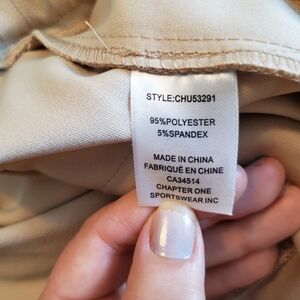 STYLE:CHU53291
95%POLYESTER
5%SPANDEX
MADE IN CHINA
FABRIQUÉ EN CHINE
CA34514
CHAPTER ONE
SPORTSWEAR INC